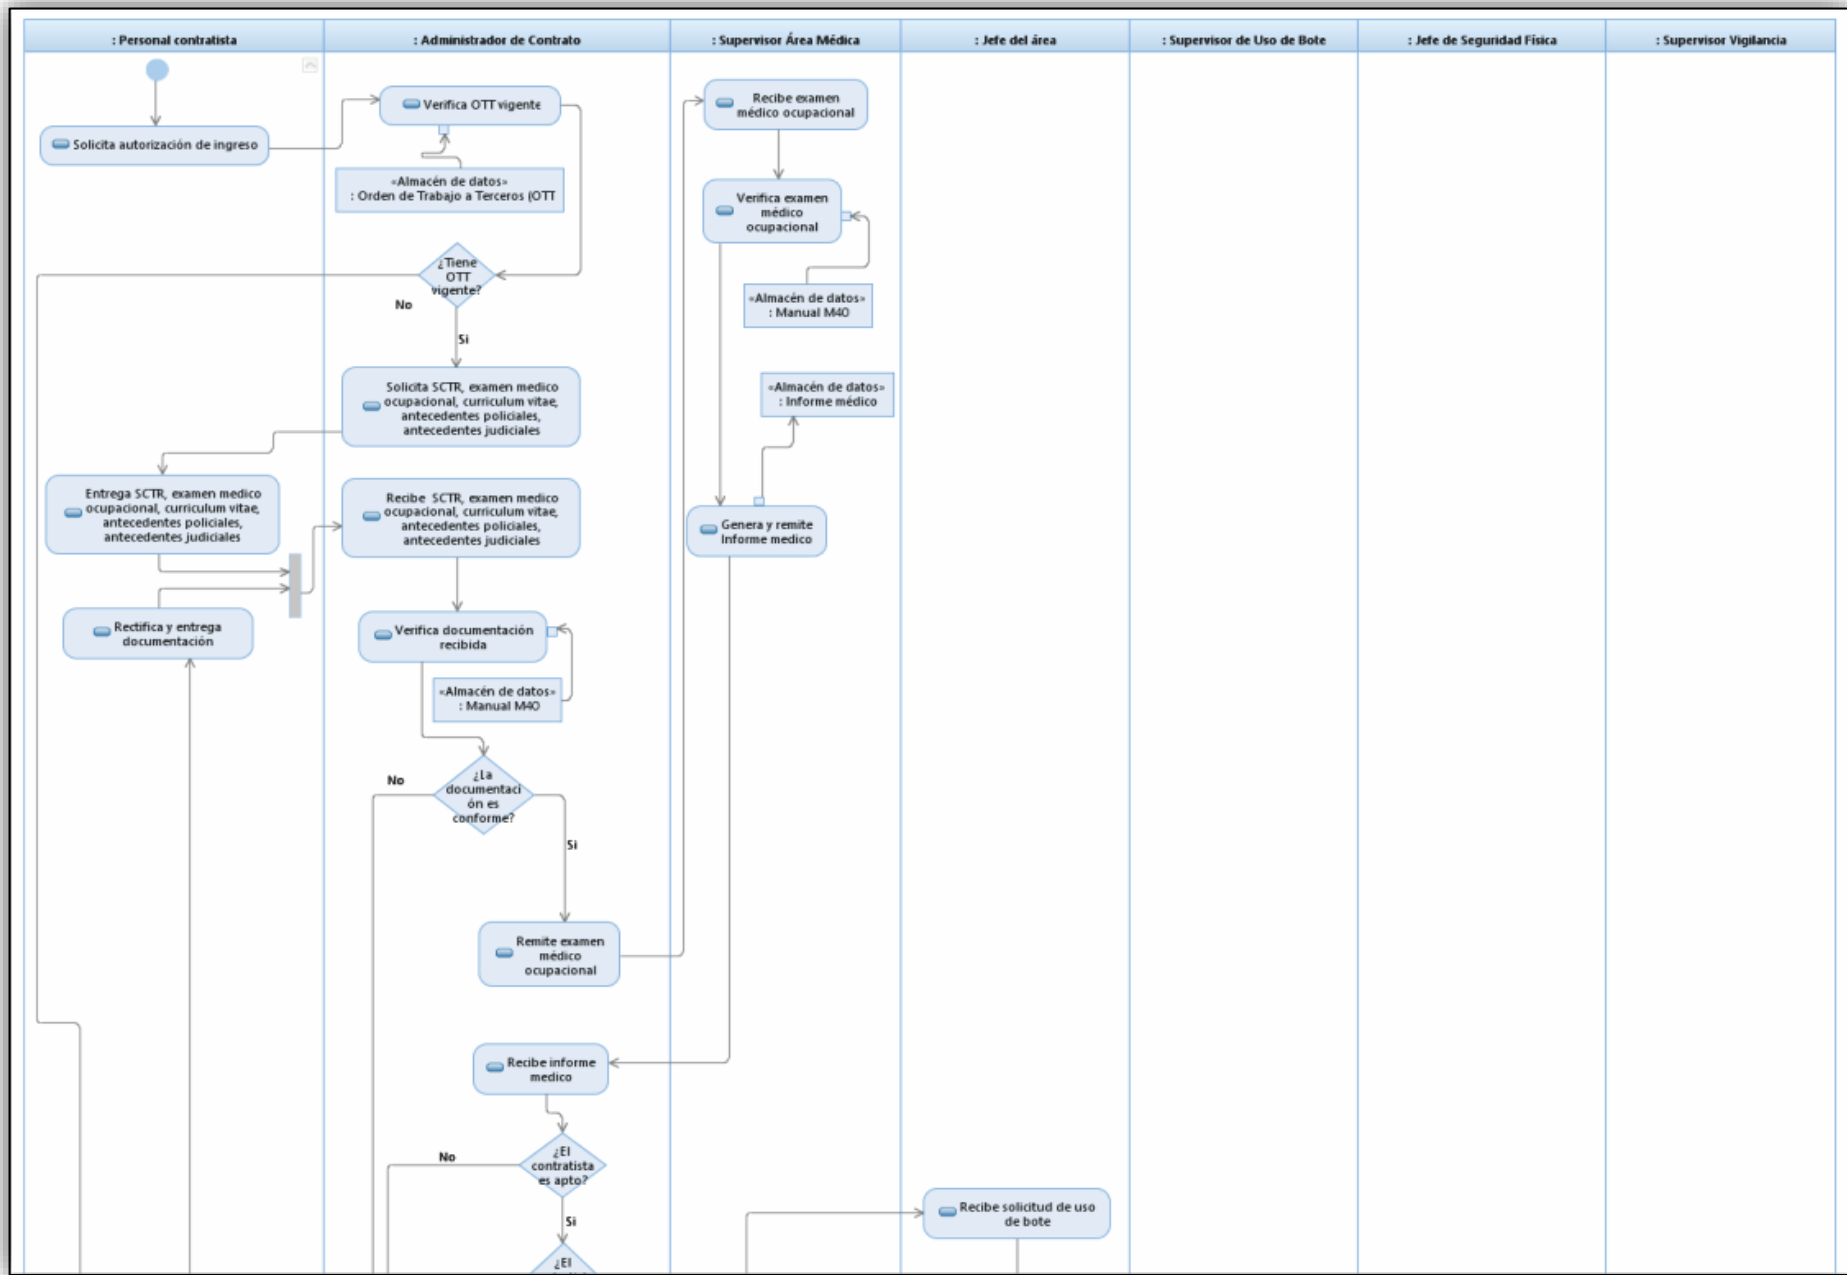 : Personal contratista
: Administrador de Contrato
: Supervisor Área Médica
: Jefe del área
: Supervisor de Uso de Bote
: Jefe de Seguridad Física
: Supervisor Vigilancia
Solicita autorización de ingreso
Verifica OTT vigente
«Almacén de datos»
: Orden de Trabajo a Terceros (OTT
¿Tiene
OTT
vigente?
No
Si
Solicita SCTR, examen medico
ocupacional, curriculum vitae,
antecedentes policiales,
antecedentes judiciales
Entrega SCTR, examen medico
ocupacional, curriculum vitae,
antecedentes policiales,
antecedentes judiciales
Recibe SCTR, examen medico
ocupacional, curriculum vitae,
antecedentes policiales,
antecedentes judiciales
Rectifica y entrega
documentación
Verifica documentación
recibida
«Almacén de datos»
: Manual M40
¿La
documentaci
ón es
conforme?
No
Si
Remite examen
médico
ocupacional
Recibe examen
médico ocupacional
Verifica examen
médico
ocupacional
«Almacén de datos»
: Manual M40
«Almacén de datos»
: Informe médico
Genera y remite
Informe medico
Recibe informe
medico
¿El
contratista
es apto?
No
Si
¿El
Recibe solicitud de uso
de bote